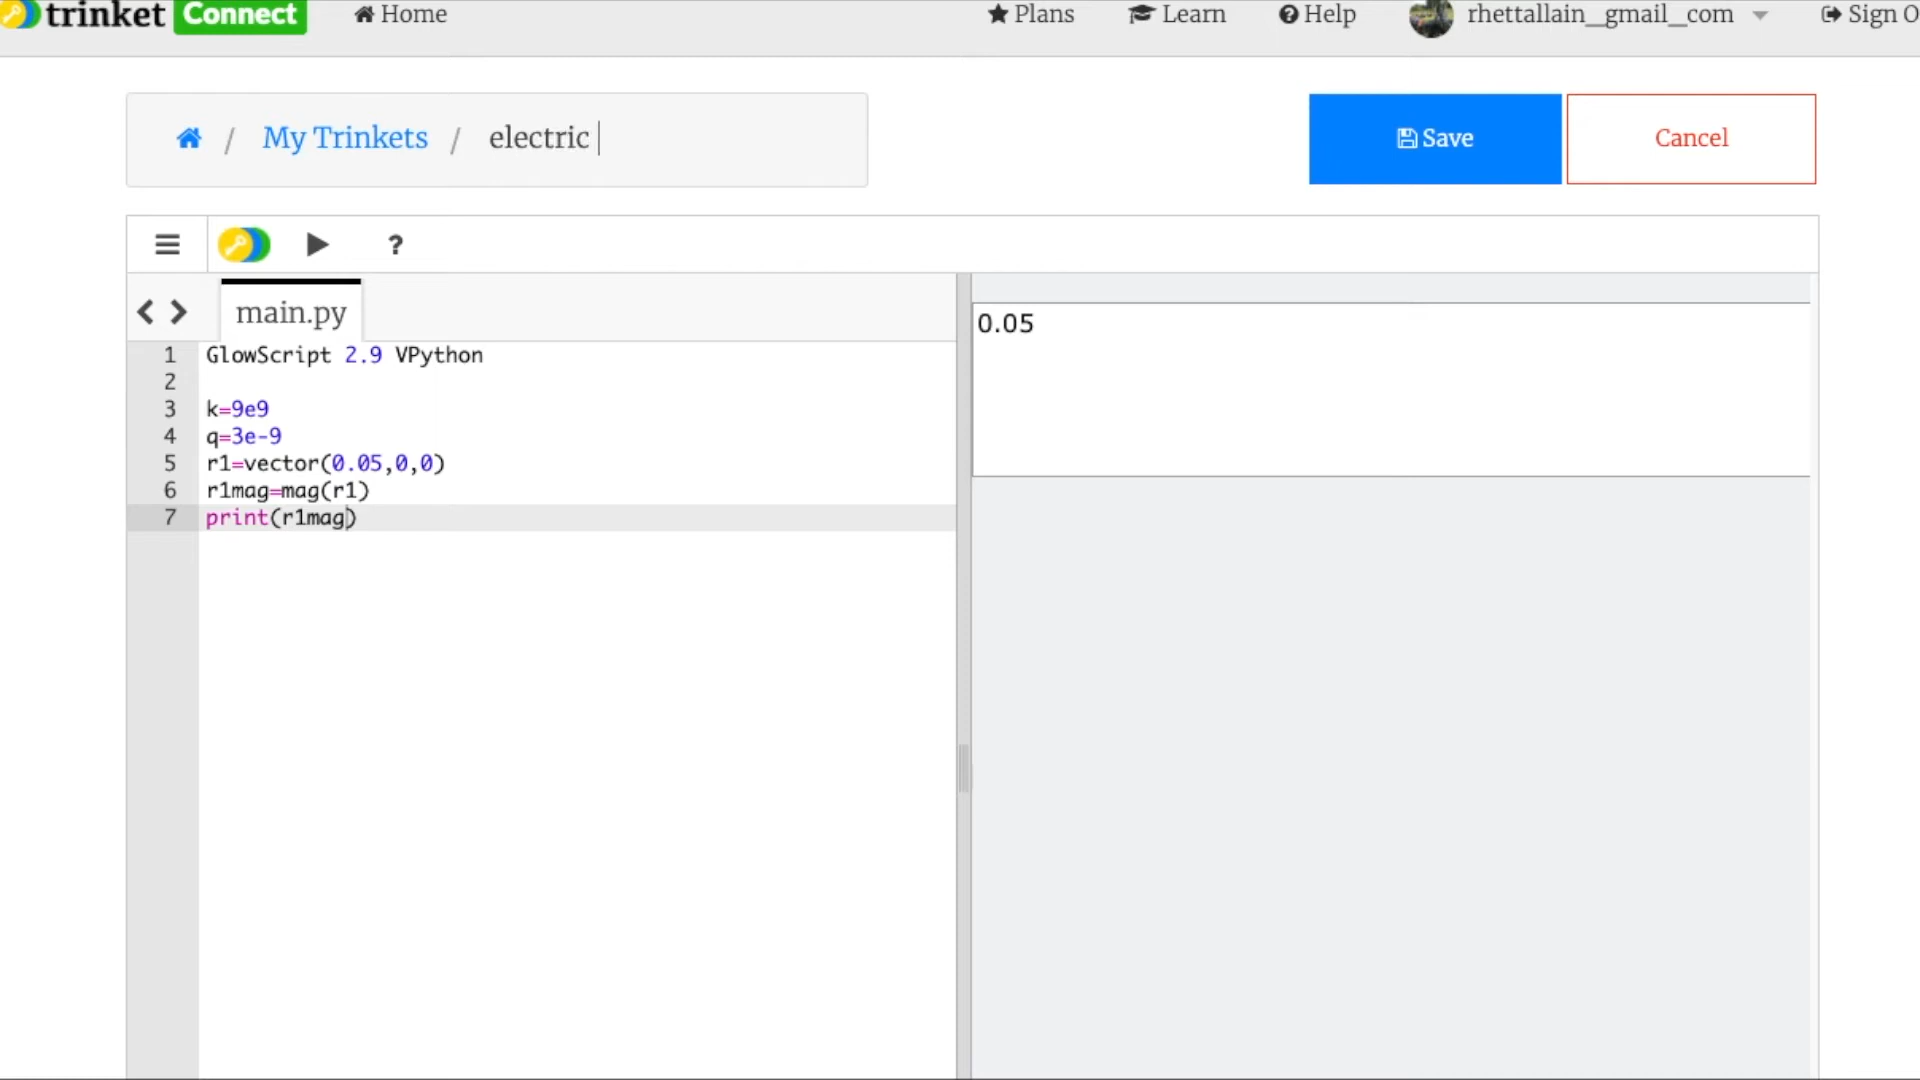 trinket Connect Home Plans Learn Help rhettallain_gmail_com Sign O
/ My Trinkets / electric Save Cancel
?
main.py
1 GlowScript 2.9 VPython
2
3 k=9e9
4 q=3e-9
5 r1=vector(0.05,0,0)
6 r1mag=mag(r1)
7 print(r1mag)
0.05